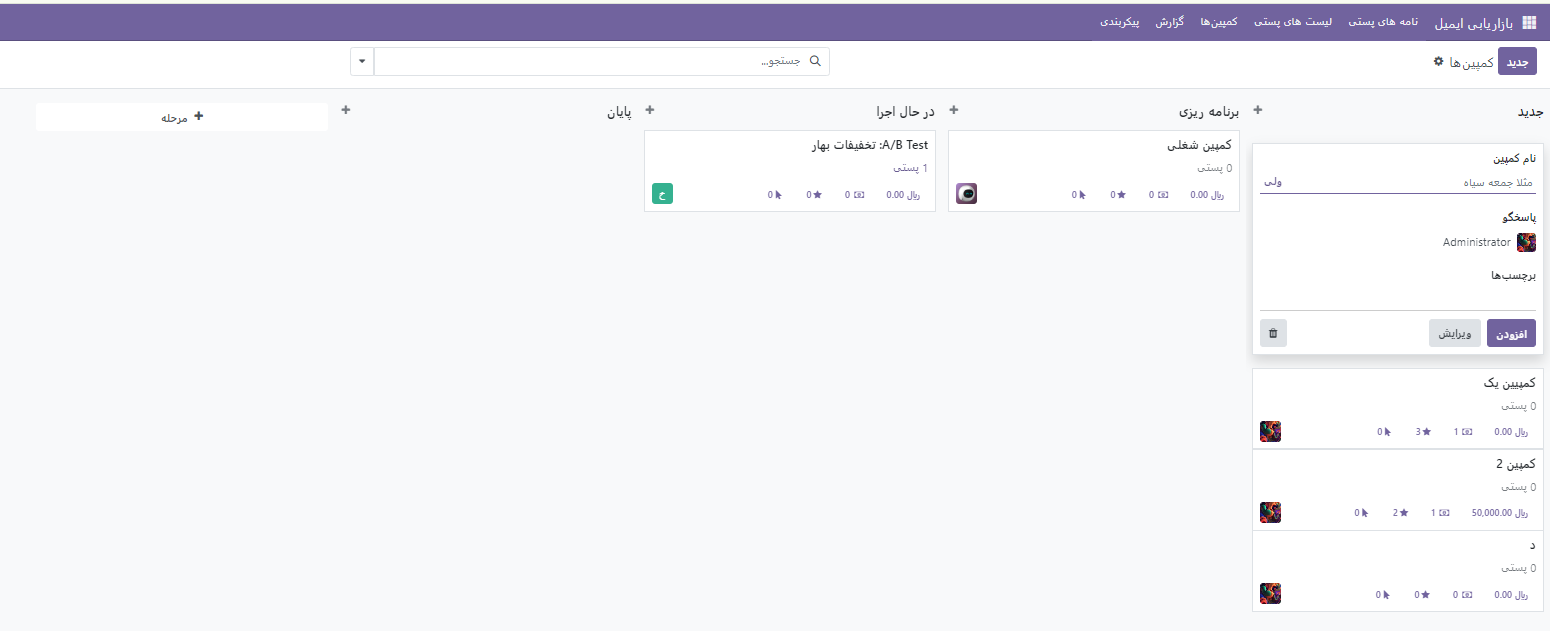 بازاریابی ایمیل نامه های پستی لیست های پستی کمپین‌ها گزارش پیکربندی
جدید کمپین‌ها جستجو...
جدید
نام کمپین
مثلا جمعه سیاه ولی
پاسخگو
Administrator
برچسب‌ها
افزودن ویرایش
کمپیین یک
0 پستی
ریال 0.00 1 3 0
کمپین 2
0 پستی
ریال 50,000.00 1 2 0
د
0 پستی
ریال 0.00 0 0 0
برنامه ریزی
کمپین شغلی
0 پستی
ریال 0.00 0 0 0
در حال اجرا
A/B Test: تخفیفات بهار
1 پستی
ریال 0.00 0 0 0
خ
پایان
مرحله